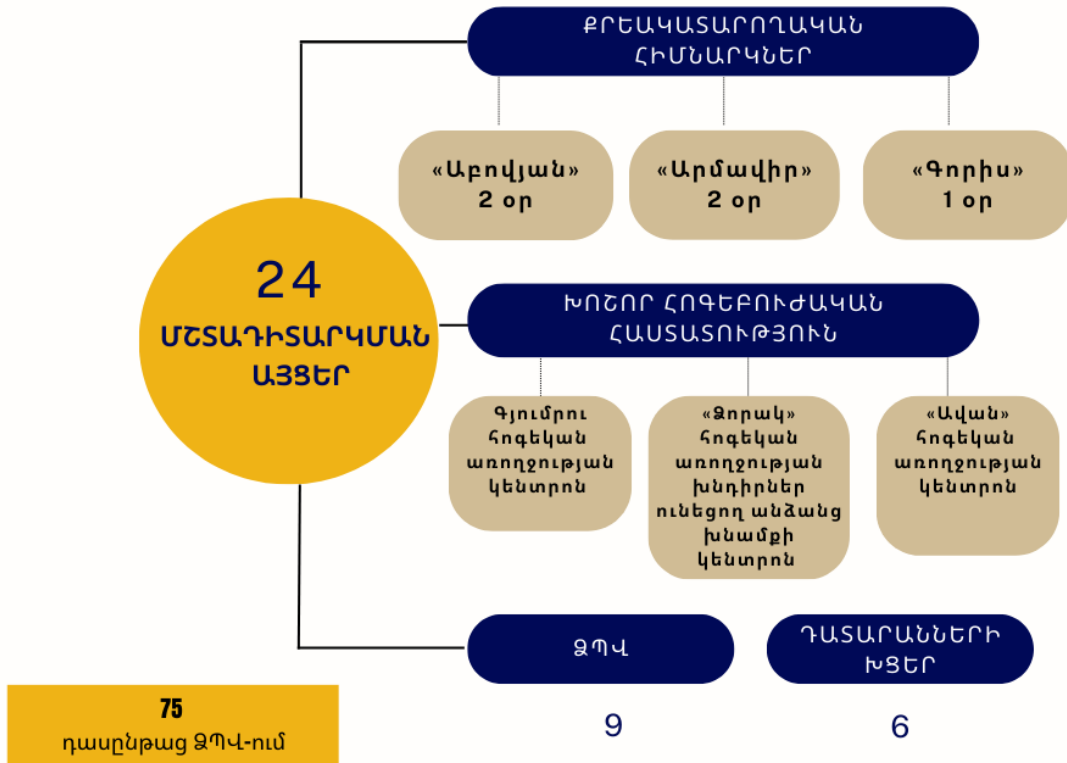 ՔՐԵԱԿԱՏԱՐՈՂԱԿԱՆ
ՀԻՄՆԱՐԿՆԵՐ
«Աբովյան»
2 օր
«Արմավիր»
2 օր
«Գորիս»
1 օր
24
ՄՇՏԱԴԻՏԱՐԿՄԱՆ
ԱՅՑԵՐ
ԽՈՇՈՐ ՀՈԳԵԲՈՒԺԱԿԱՆ
ՀԱՍՏԱՏՈՒԹՅՈՒՆ
Գյումրու
հոգեկան
առողջության
կենտրոն
«Ձորակ»
հոգեկան
առողջության
խնդիրներ
ունեցող անձանց
խնամքի
կենտրոն
«Ավան»
հոգեկան
առողջության
կենտրոն
ՁՊՎ
9
ԴԱՏԱՐԱՆՆԵՐԻ
ԽՑԵՐ
6
75
դասընթաց ՁՊՎ-ում